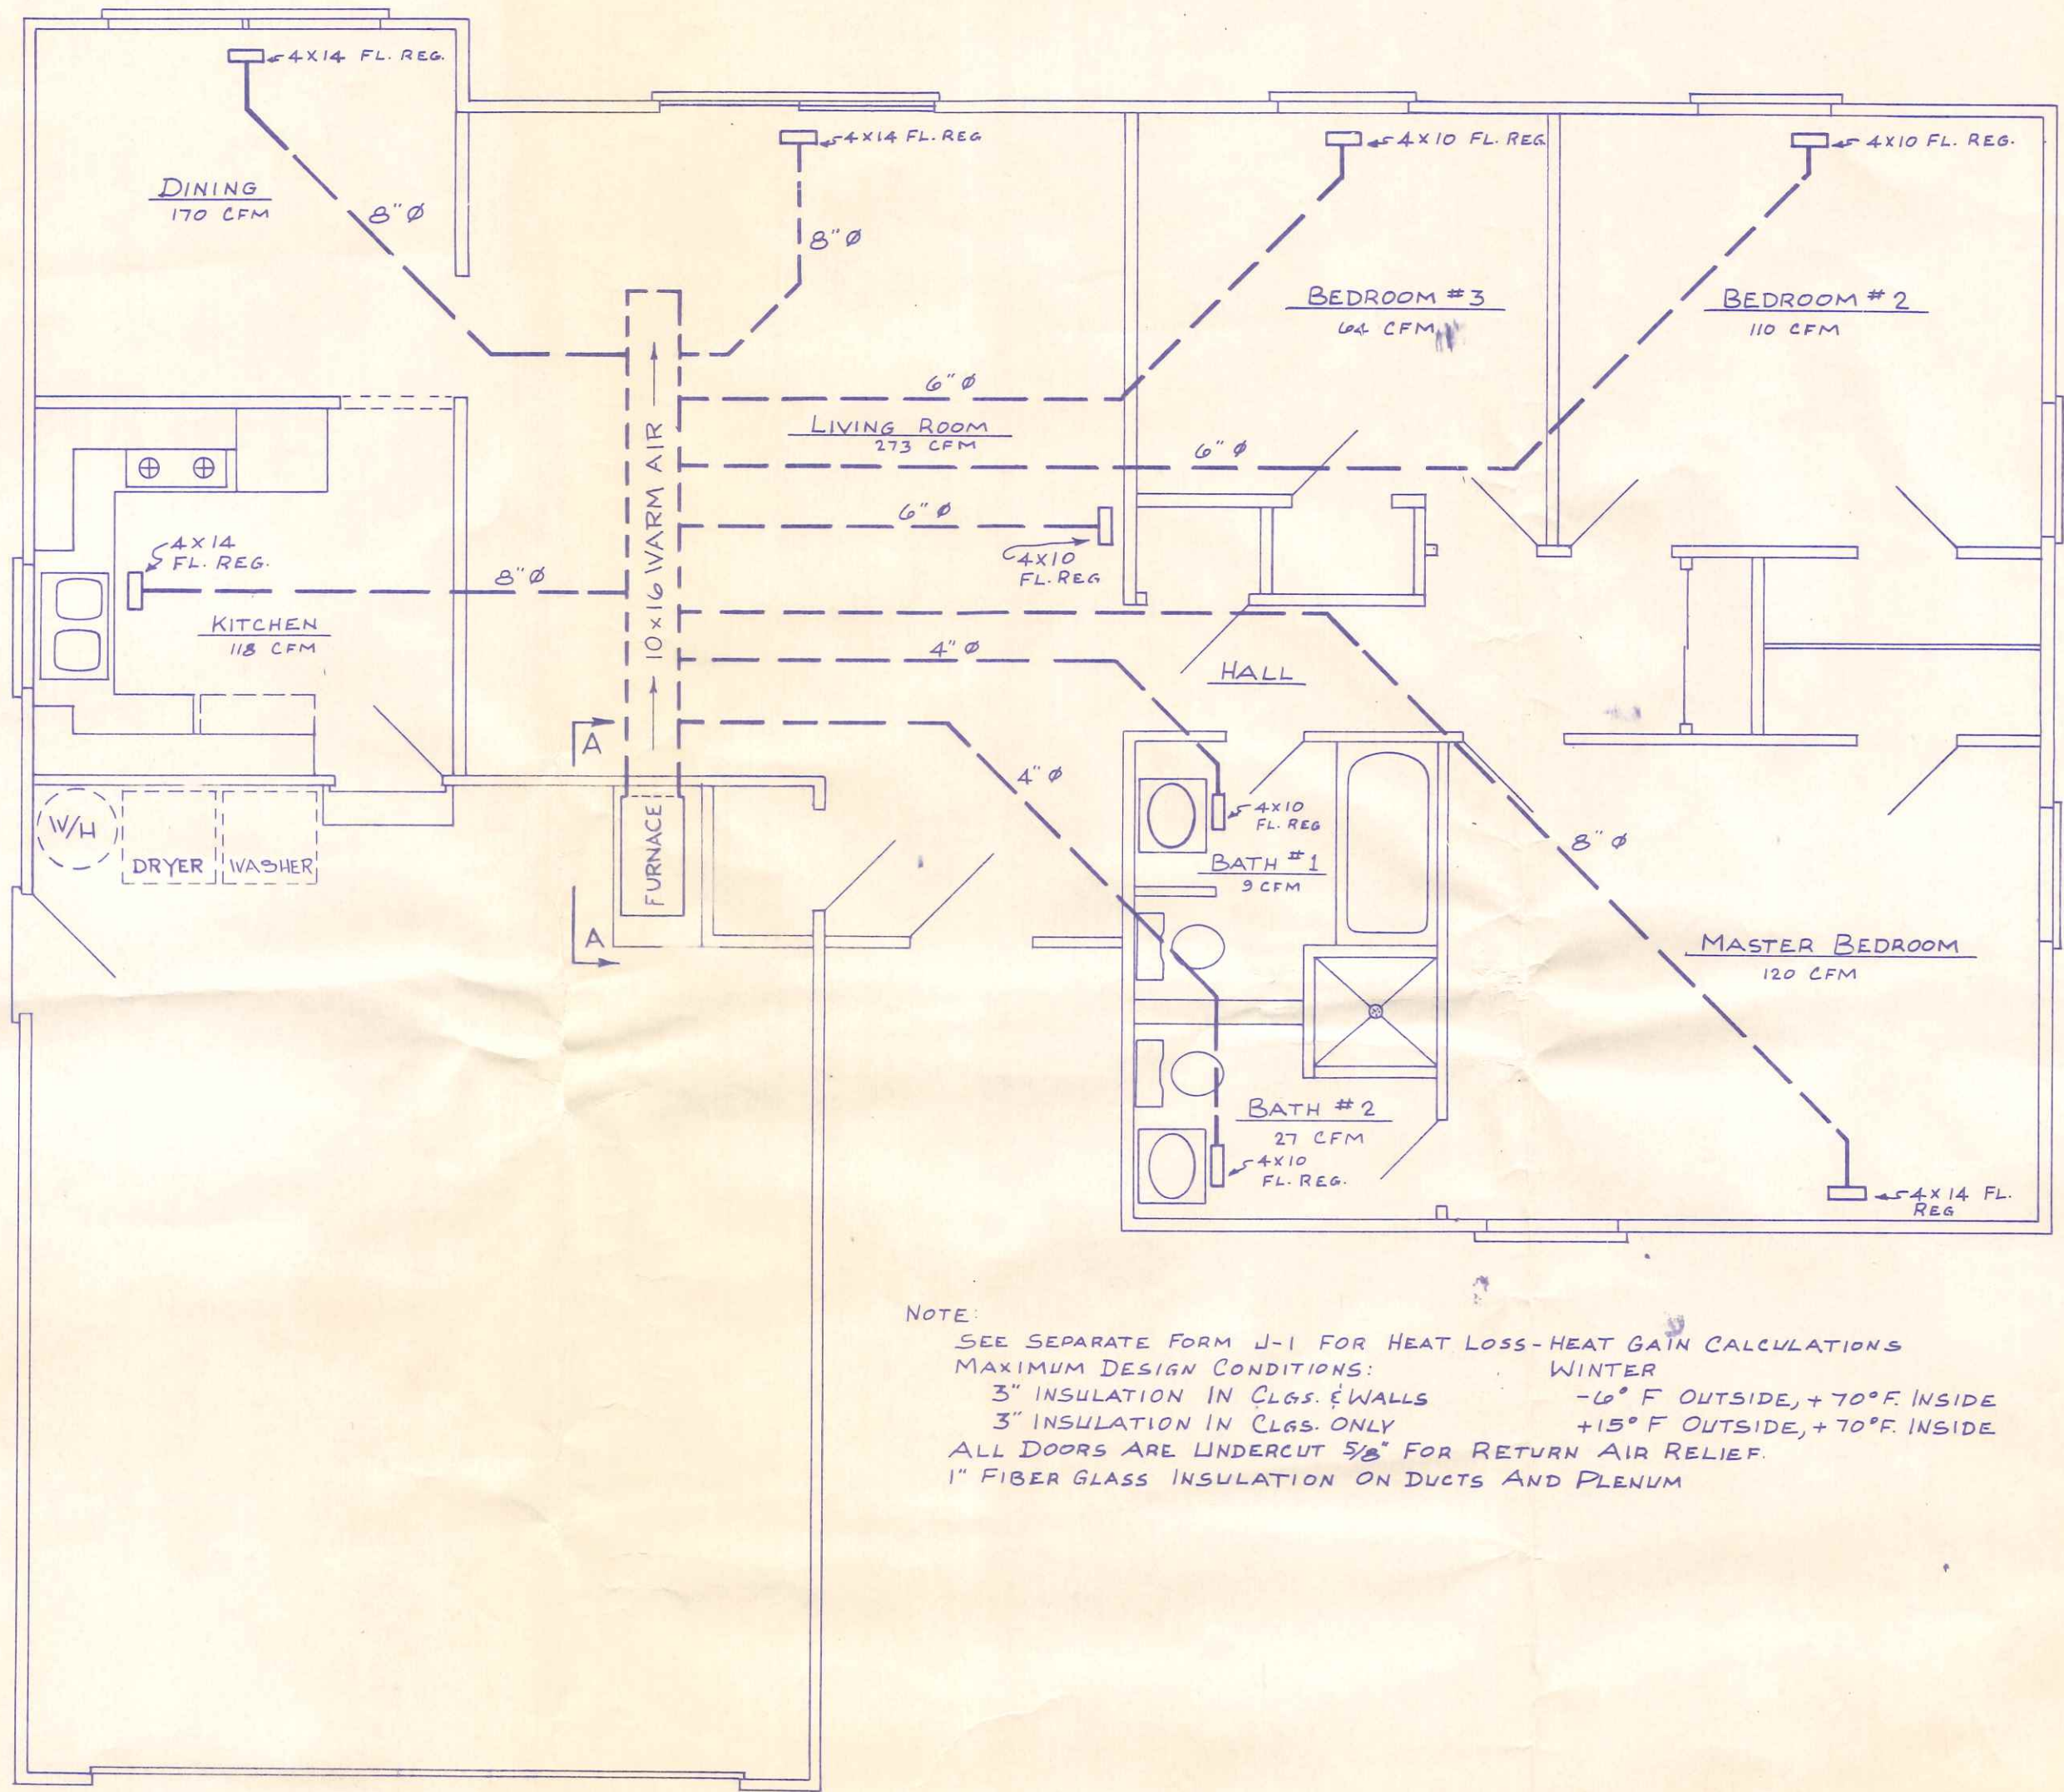 4X14 FL. REG.
DINING
170 CFM
8" Ø
4X14 FL. REG
8" Ø
4X10 FL. REG
BEDROOM #3
64 CFM
4X10 FL. REG.
BEDROOM #2
110 CFM
6" Ø
LIVING ROOM
273 CFM
6" Ø
6" Ø
4X10
FL. REG
10x16 WARM AIR
4X14
FL. REG.
8" Ø
KITCHEN
118 CFM
4" Ø
HALL
A
4" Ø
W/H
DRYER
WASHER
FURNACE
A
4X10
FL. REG
BATH #1
9 CFM
8" Ø
MASTER BEDROOM
120 CFM
BATH #2
27 CFM
4X10
FL. REG.
4X14 FL.
REG
NOTE:
SEE SEPARATE FORM J-1 FOR HEAT LOSS-HEAT GAIN CALCULATIONS
MAXIMUM DESIGN CONDITIONS: WINTER
3" INSULATION IN CLGS. & WALLS -6° F OUTSIDE, +70°F. INSIDE
3" INSULATION IN CLGS. ONLY +15° F OUTSIDE, +70°F. INSIDE
ALL DOORS ARE UNDERCUT 5/8" FOR RETURN AIR RELIEF.
1" FIBER GLASS INSULATION ON DUCTS AND PLENUM